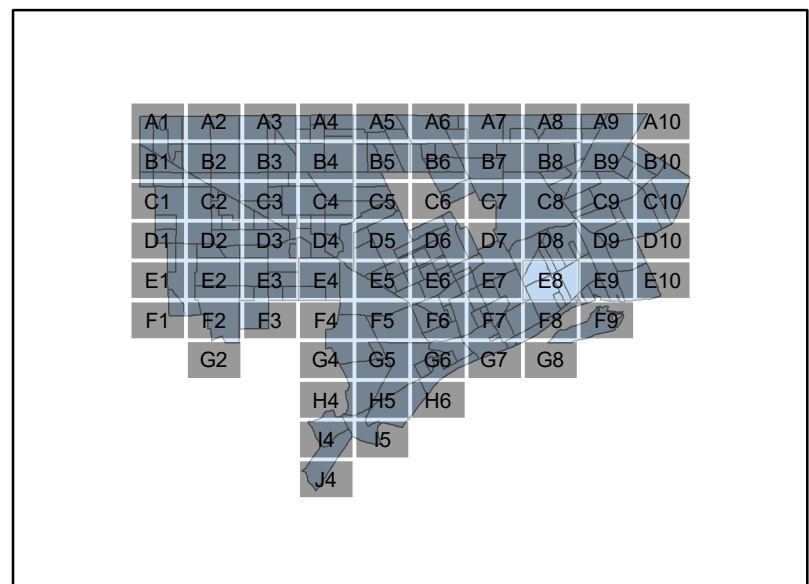 A1 A2 A3 A4 A5 A6 A7 A8 A9 A10
B1 B2 B3 B4 B5 B6 B7 B8 B9 B10
C1 C2 C3 C4 C5 C6 C7 C8 C9 C10
D1 D2 D3 D4 D5 D6 D7 D8 D9 D10
E1 E2 E3 E4 E5 E6 E7 E8 E9 E10
F1 F2 F3 F4 F5 F6 F7 F8 F9
G2 G4 G5 G6 G7 G8
H4 H5 H6
I4 I5
J4